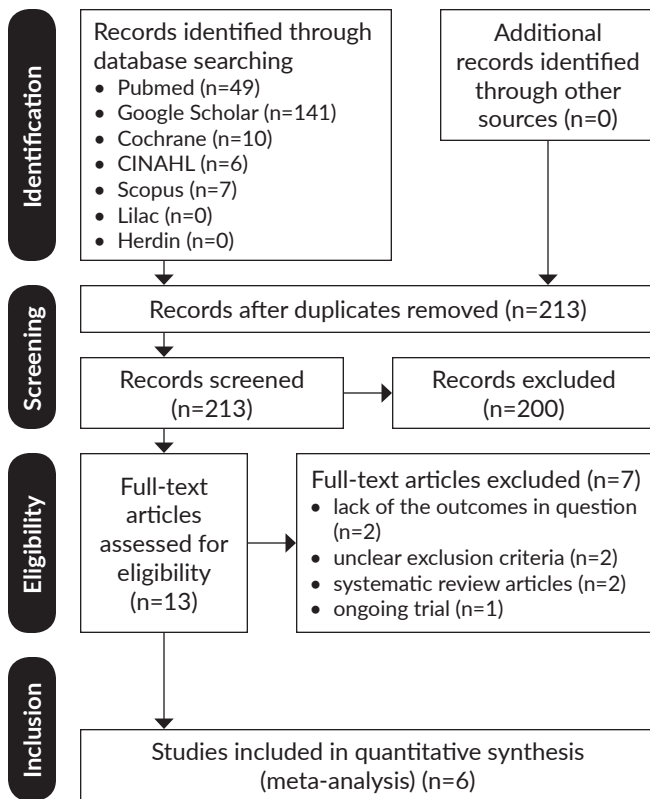 Identification
Records identified through
database searching
• Pubmed (n=49)
• Google Scholar (n=141)
• Cochrane (n=10)
• CINAHL (n=6)
• Scopus (n=7)
• Lilac (n=0)
• Herdin (n=0)
Additional
records identified
through other
sources (n=0)
Screening
Records after duplicates removed (n=213)
Records screened
(n=213)
Records excluded
(n=200)
Eligibility
Full-text
articles
assessed for
eligibility
(n=13)
Full-text articles excluded (n=7)
• lack of the outcomes in question
(n=2)
• unclear exclusion criteria (n=2)
• systematic review articles (n=2)
• ongoing trial (n=1)
Inclusion
Studies included in quantitative synthesis
(meta-analysis) (n=6)